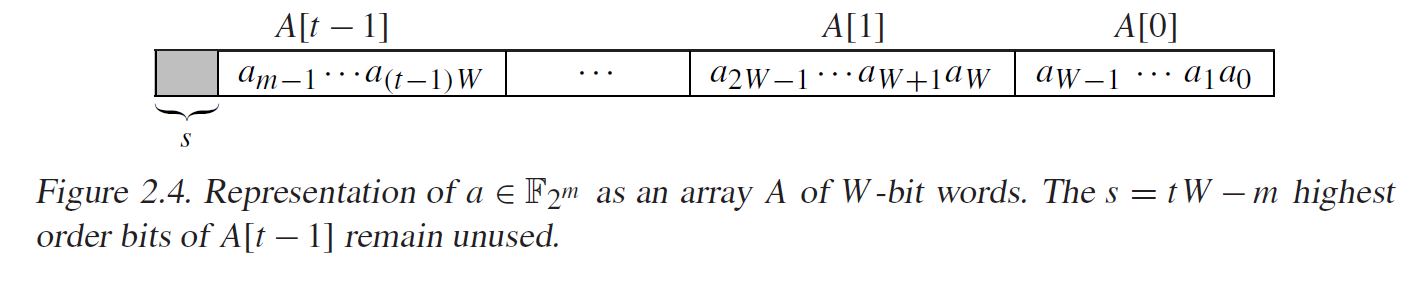 A[t − 1] A[1] A[0]
a_{m−1} ⋯ a_{(t−1)W} ⋯ a_{2W−1} ⋯ a_{W+1}a_W a_{W−1} ⋯ a_1a_0
s
Figure 2.4. Representation of a ∈ 𝔽_{2^m} as an array A of W-bit words. The s = tW − m highest
order bits of A[t − 1] remain unused.